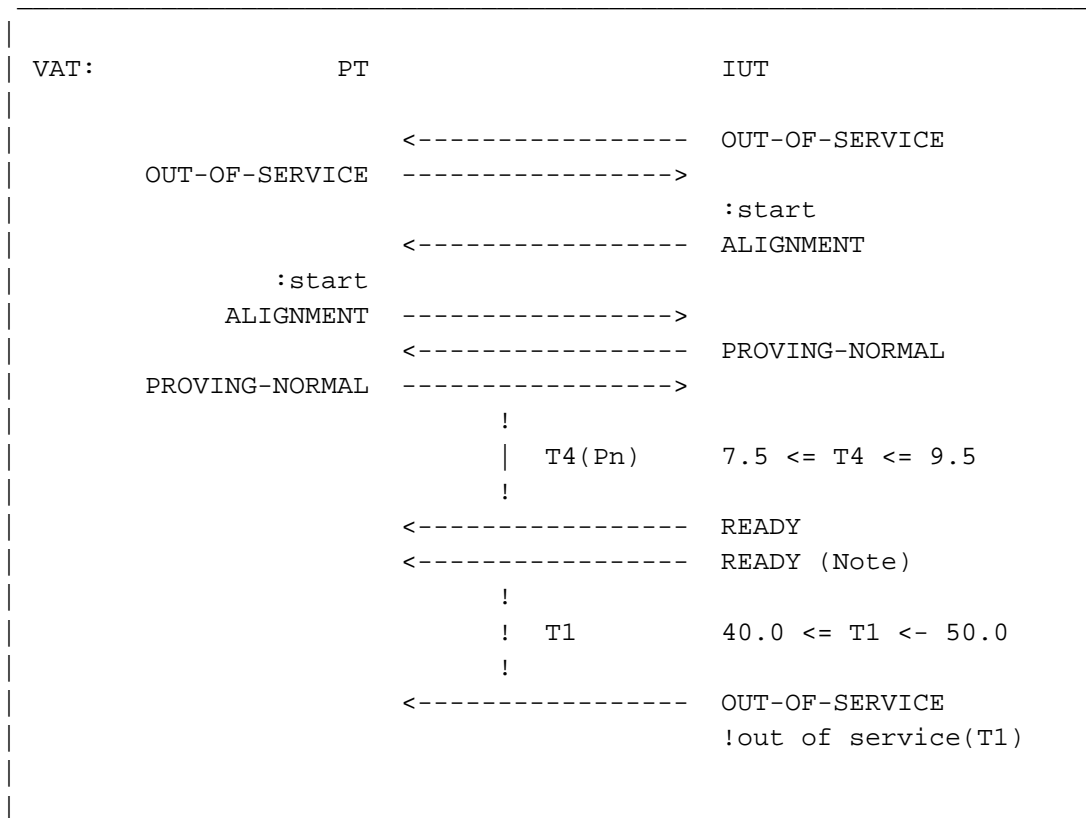 VAT: PT IUT
<----------------- OUT-OF-SERVICE
OUT-OF-SERVICE ----------------->
:start
<----------------- ALIGNMENT
:start
ALIGNMENT ----------------->
<----------------- PROVING-NORMAL
PROVING-NORMAL ----------------->
!
| T4(Pn) 7.5 <= T4 <= 9.5
!
<----------------- READY
<----------------- READY (Note)
!
! T1 40.0 <= T1 <- 50.0
!
<----------------- OUT-OF-SERVICE
!out of service(T1)